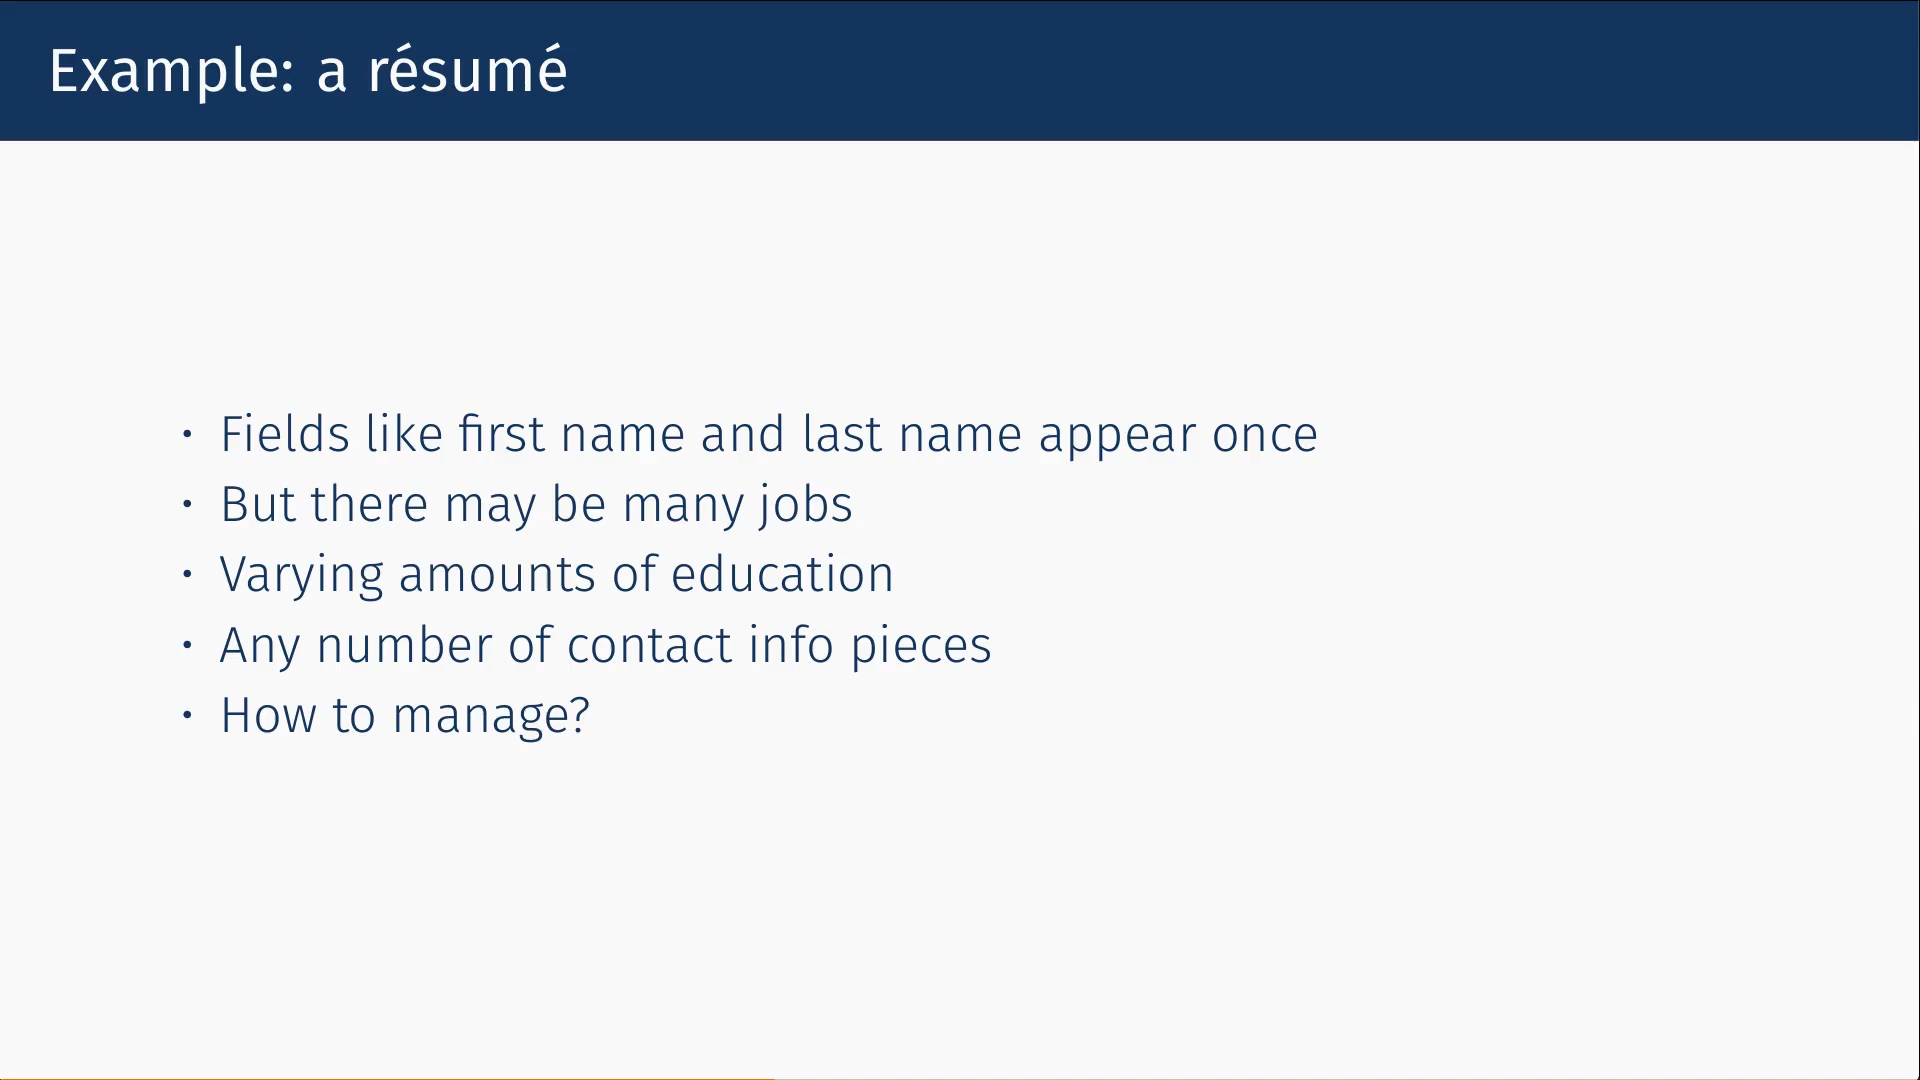 Example: a résumé
• Fields like first name and last name appear once
• But there may be many jobs
• Varying amounts of education
• Any number of contact info pieces
• How to manage?